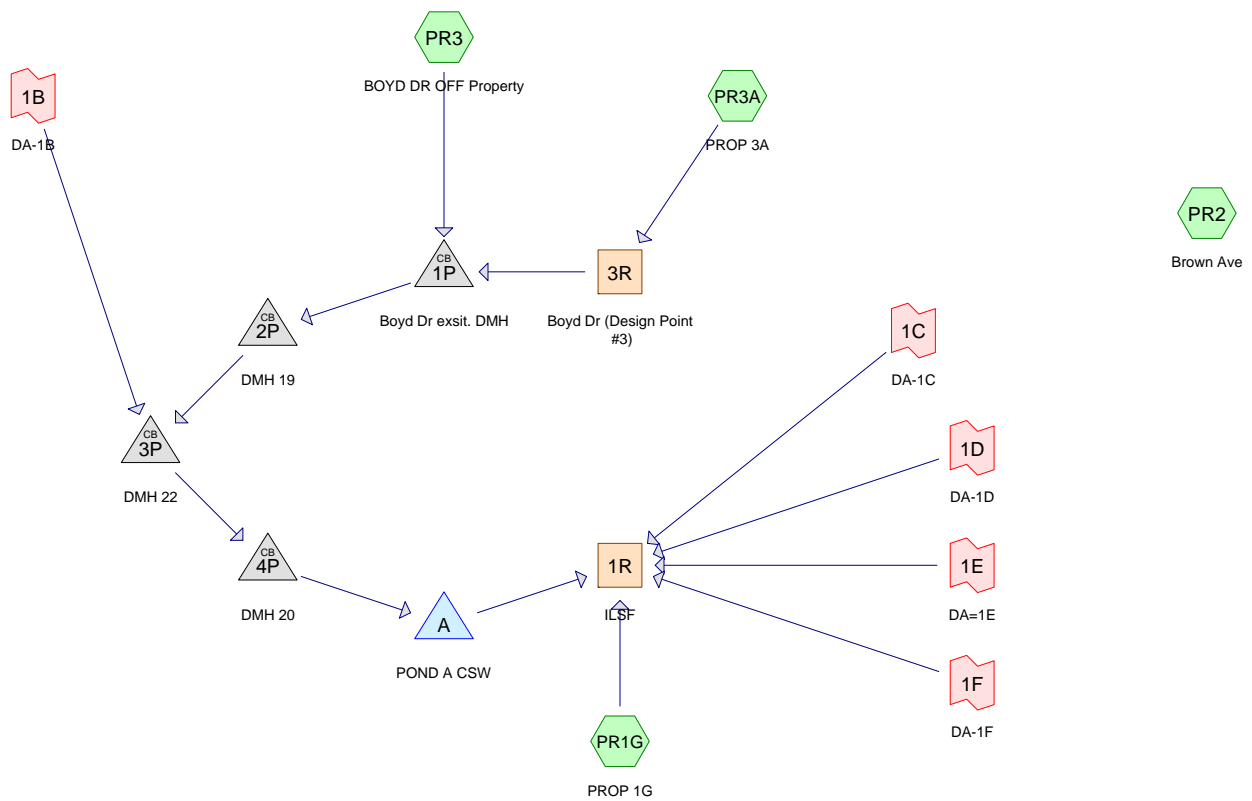 PR3
BOYD DR OFF Property
1B
DA-1B
PR3A
PROP 3A
PR2
Brown Ave
CB
1P
Boyd Dr exsit. DMH
3R
Boyd Dr (Design Point
#3)
CB
2P
DMH 19
1C
DA-1C
CB
3P
DMH 22
1D
DA-1D
CB
4P
DMH 20
1R
ILSF
1E
DA=1E
A
POND A CSW
1F
DA-1F
PR1G
PROP 1G